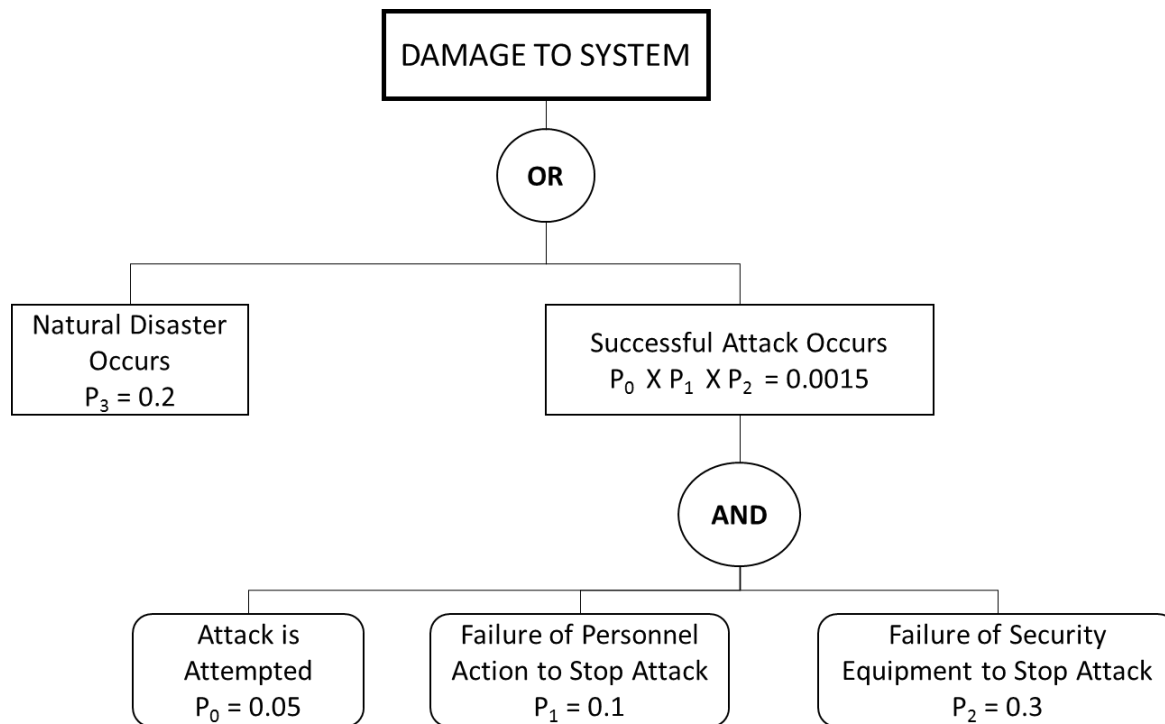 DAMAGE TO SYSTEM
OR
Natural Disaster
Occurs
P₃ = 0.2
Successful Attack Occurs
P₀ X P₁ X P₂ = 0.0015
AND
Attack is
Attempted
P₀ = 0.05
Failure of Personnel
Action to Stop Attack
P₁ = 0.1
Failure of Security
Equipment to Stop Attack
P₂ = 0.3